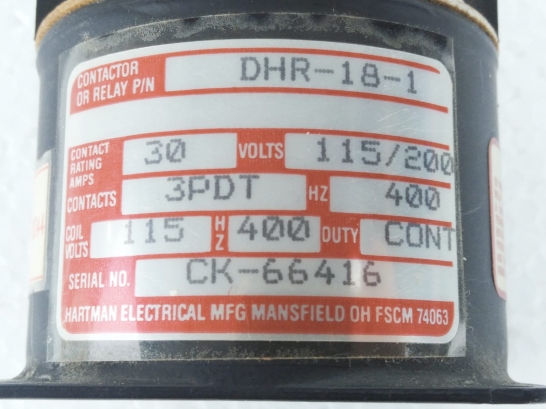 CONTACTOR OR RELAY P/N DHR-18-1
CONTACT RATING AMPS 30 VOLTS 115/200
CONTACTS 3PDT HZ 400
COIL VOLTS 115 HZ 400 DUTY CONT
SERIAL NO. CK-66416
HARTMAN ELECTRICAL MFG MANSFIELD OH FSCM 74063